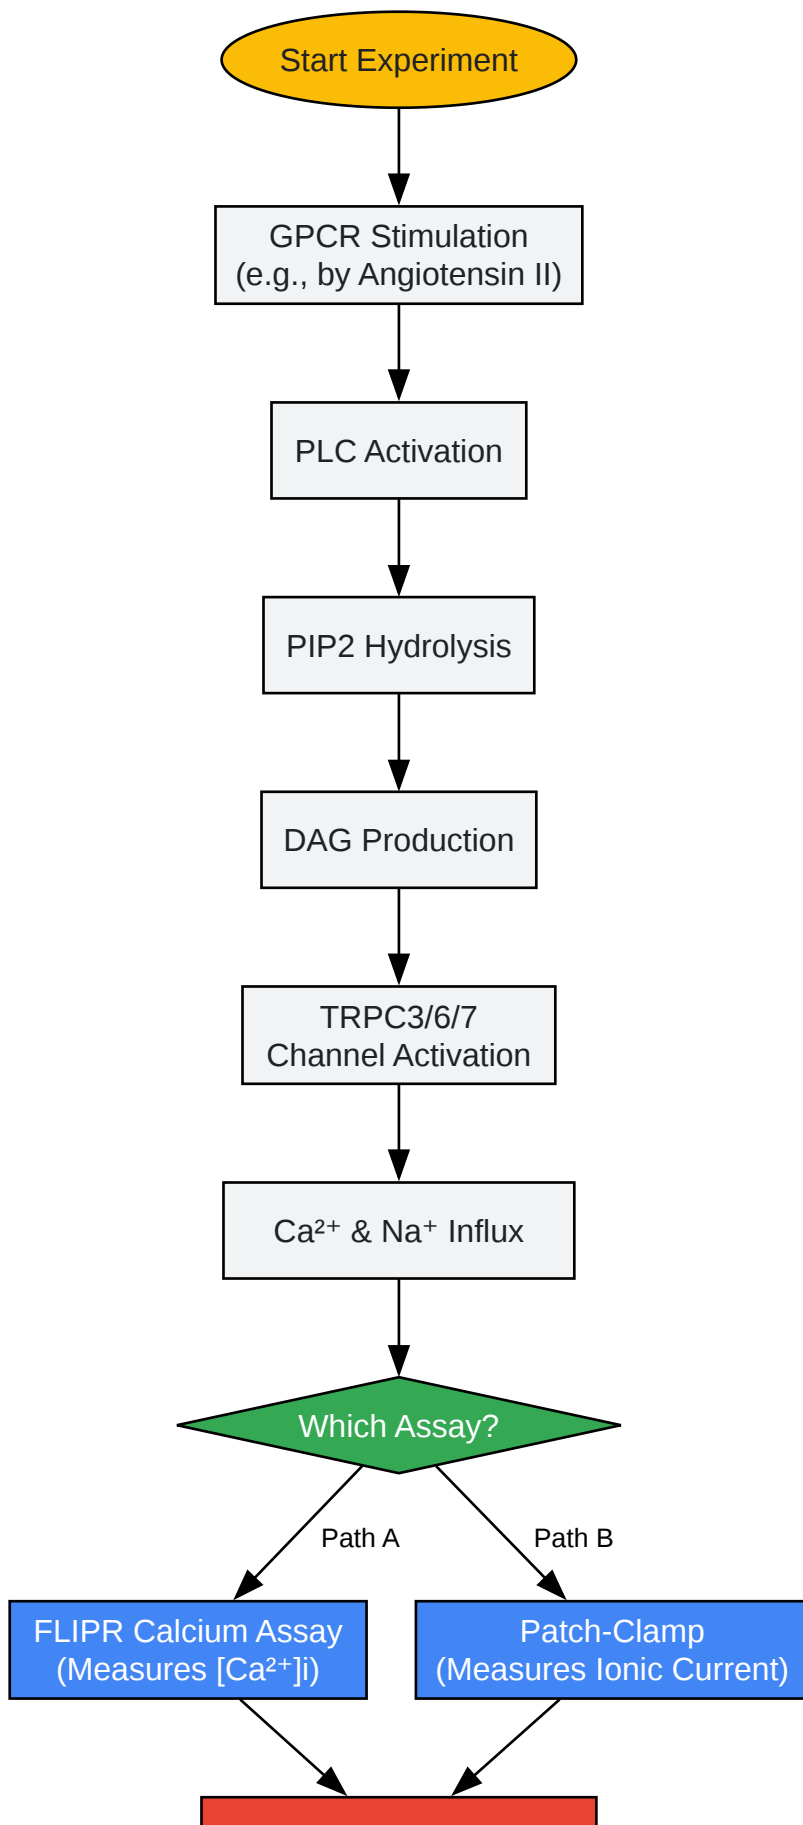 Start Experiment
GPCR Stimulation
(e.g., by Angiotensin II)
PLC Activation
PIP2 Hydrolysis
DAG Production
TRPC3/6/7
Channel Activation
Ca²⁺ & Na⁺ Influx
Which Assay?
Path A
Path B
FLIPR Calcium Assay
(Measures [Ca²⁺]i)
Patch-Clamp
(Measures Ionic Current)